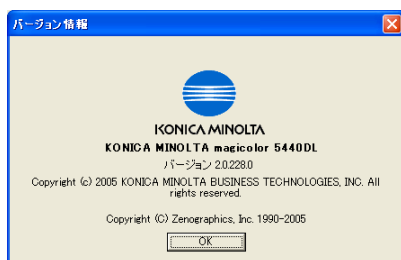 バージョン情報
KONICA MINOLTA
KONICA MINOLTA magicolor 5440DL
バージョン 2.0.228.0
Copyright (c) 2005 KONICA MINOLTA BUSINESS TECHNOLOGIES, INC. All
rights reserved.
Copyright (C) Zenographics, Inc. 1990-2005
OK